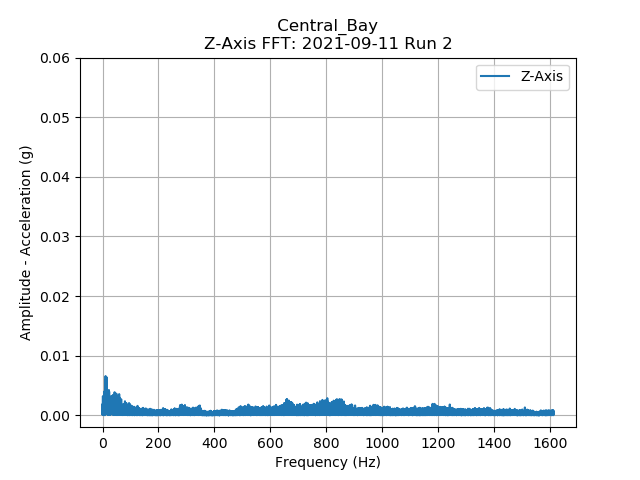 Central_Bay
Z-Axis FFT: 2021-09-11 Run 2
Z-Axis
0.06
0.05
0.04
0.03
0.02
0.01
0.00
Amplitude - Acceleration (g)
0 200 400 600 800 1000 1200 1400 1600
Frequency (Hz)